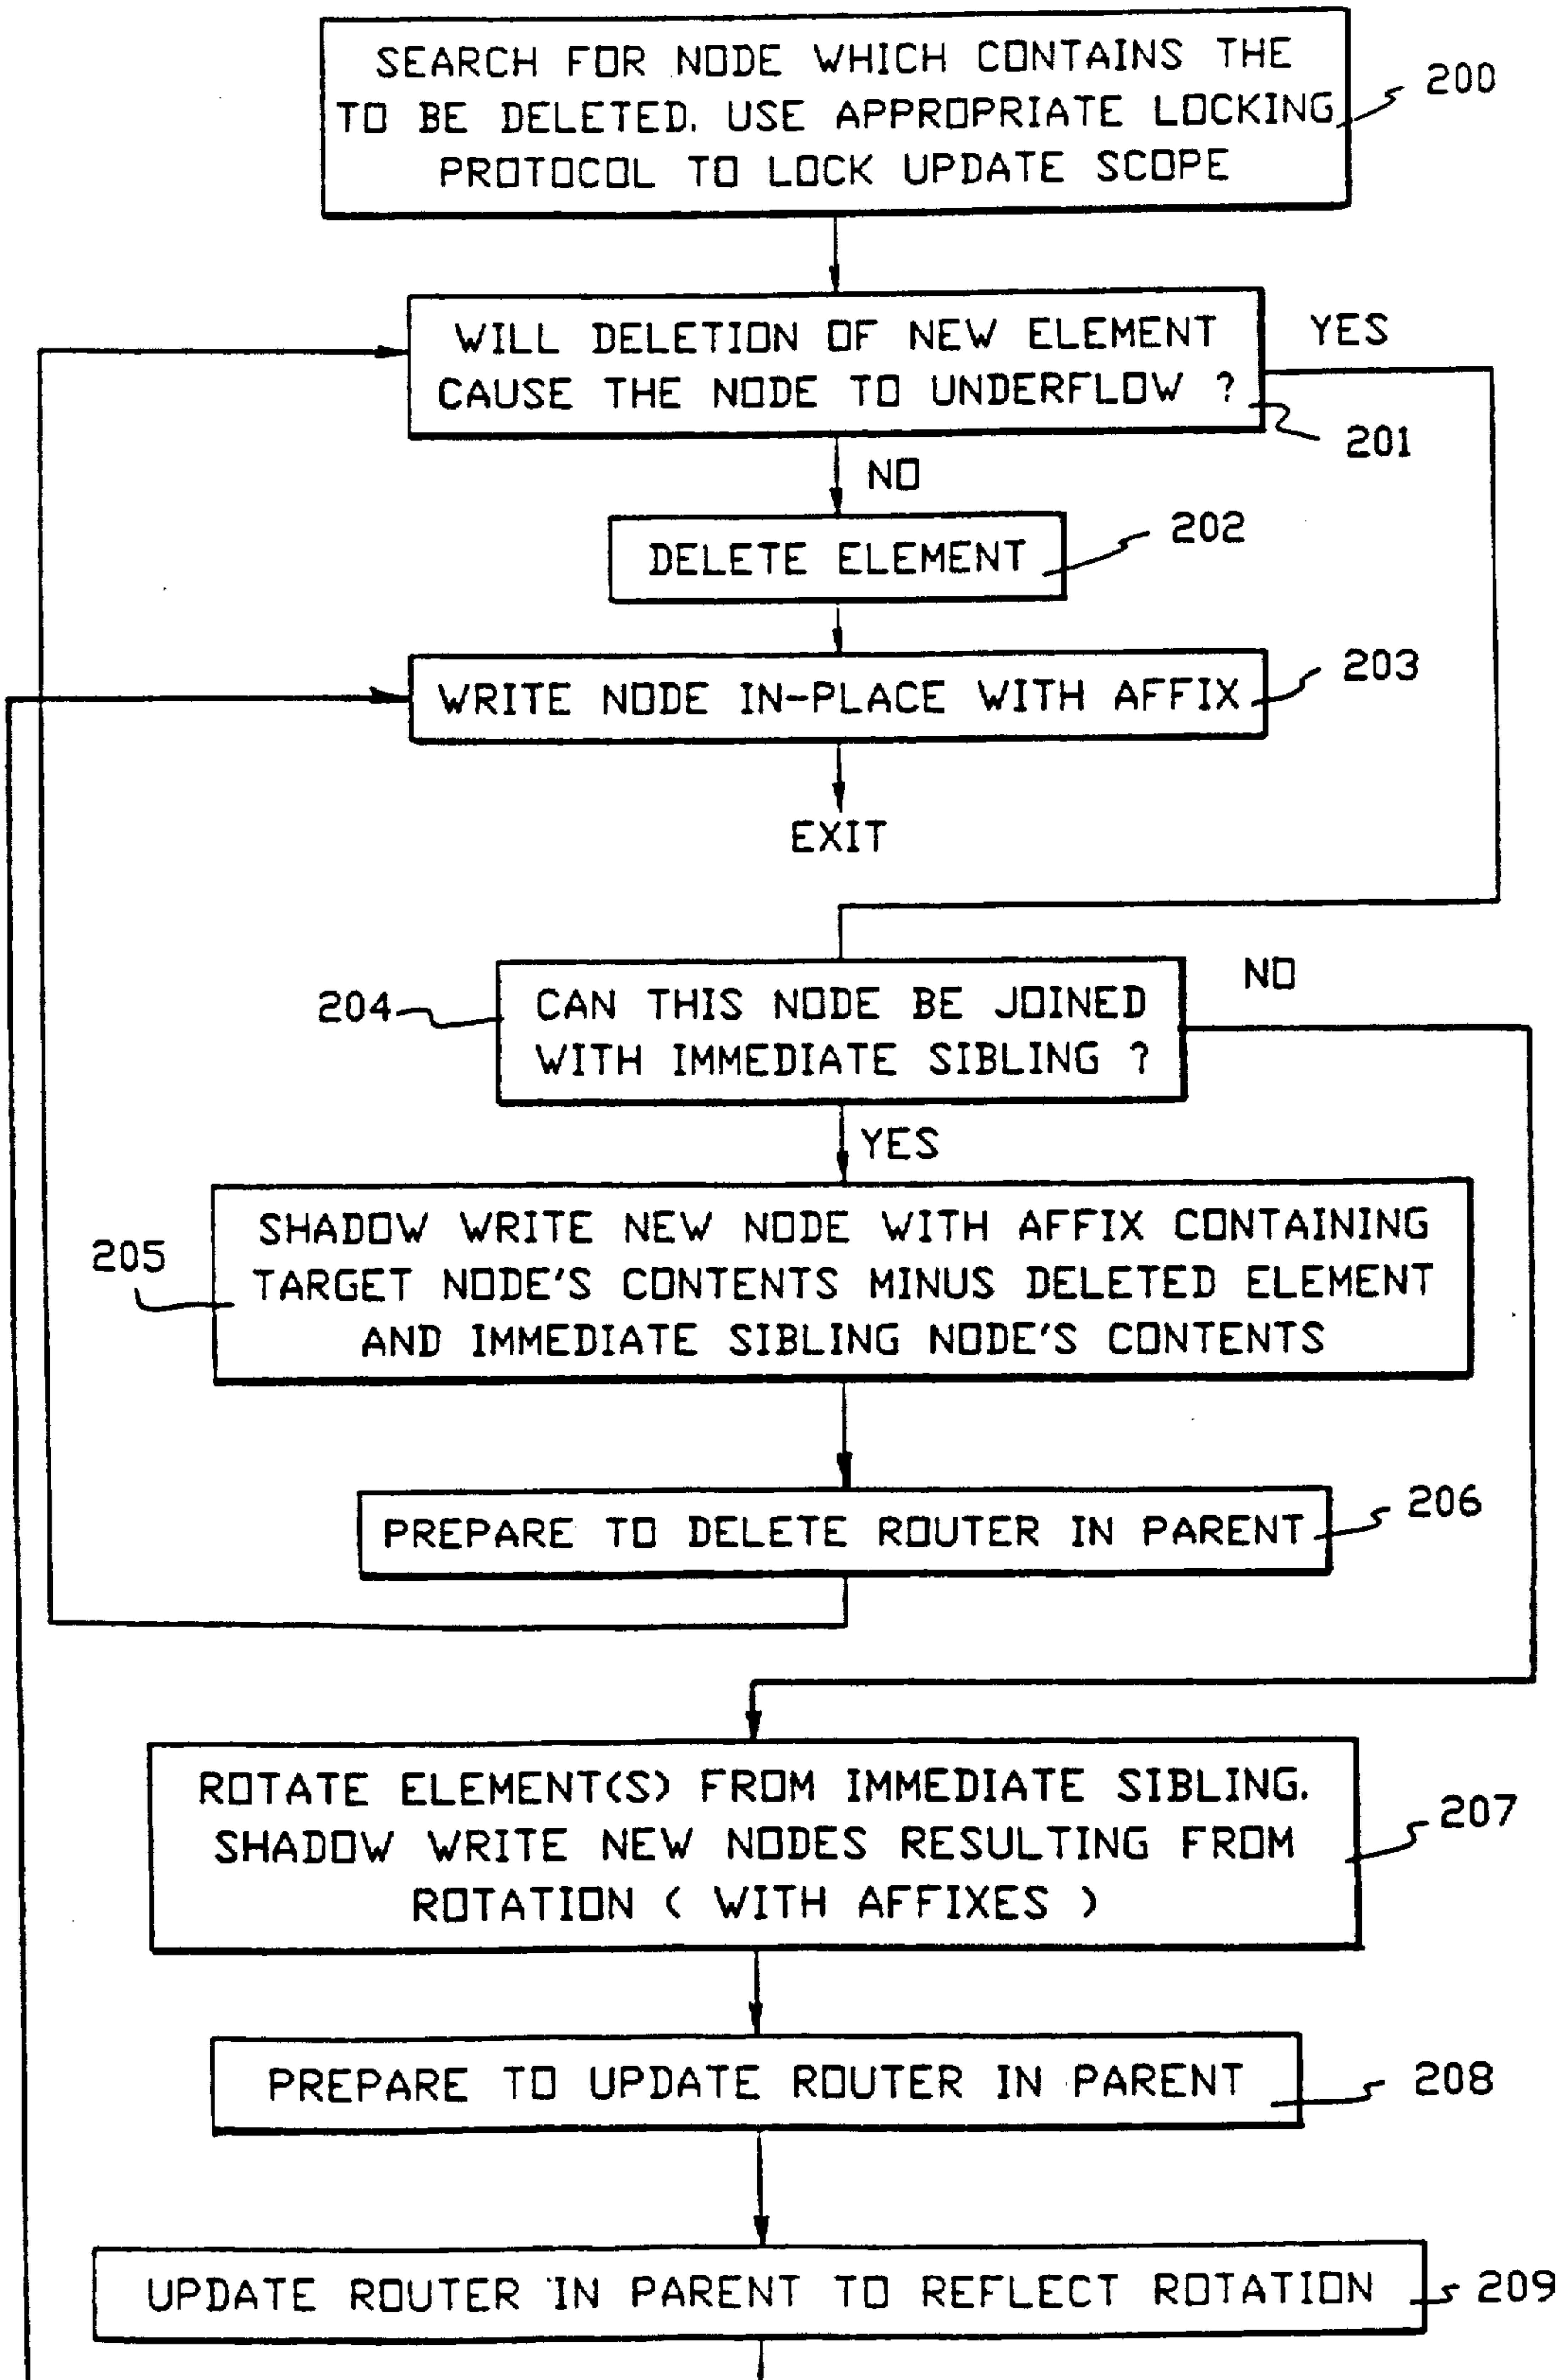 SEARCH FOR NODE WHICH CONTAINS THE
TO BE DELETED. USE APPROPRIATE LOCKING
PROTOCOL TO LOCK UPDATE SCOPE
200
WILL DELETION OF NEW ELEMENT
CAUSE THE NODE TO UNDERFLOW ?
YES
201
NO
DELETE ELEMENT
202
WRITE NODE IN-PLACE WITH AFFIX
203
EXIT
204
CAN THIS NODE BE JOINED
WITH IMMEDIATE SIBLING ?
NO
YES
205
SHADOW WRITE NEW NODE WITH AFFIX CONTAINING
TARGET NODE'S CONTENTS MINUS DELETED ELEMENT
AND IMMEDIATE SIBLING NODE'S CONTENTS
PREPARE TO DELETE ROUTER IN PARENT
206
ROTATE ELEMENT(S) FROM IMMEDIATE SIBLING.
SHADOW WRITE NEW NODES RESULTING FROM
ROTATION ( WITH AFFIXES )
207
PREPARE TO UPDATE ROUTER IN PARENT
208
UPDATE ROUTER IN PARENT TO REFLECT ROTATION
209